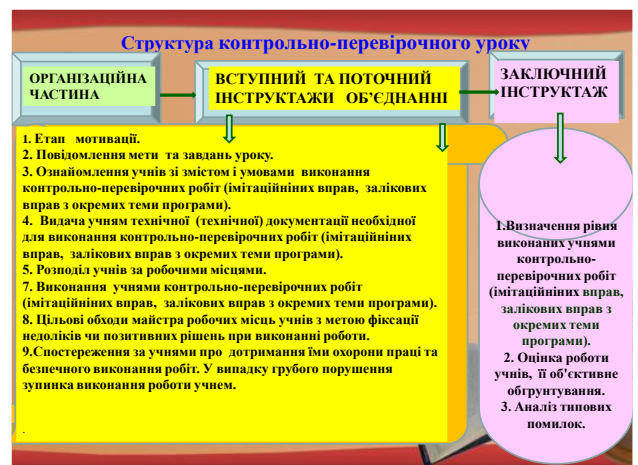 Структура контрольно-перевірочного уроку
ОРГАНІЗАЦІЙНА
ЧАСТИНА
ВСТУПНИЙ ТА ПОТОЧНИЙ
ІНСТРУКТАЖИ ОБ’ЄДНАННІ
ЗАКЛЮЧНИЙ
ІНСТРУКТАЖ
1. Етап мотивації.
2. Повідомлення мети та завдань уроку.
3. Ознайомлення учнів зі змістом і умовами виконання
контрольно-перевірочних робіт (імітаційніних вправ, залікових
вправ з окремих теми програми).
4. Видача учням технічної (технічної) документації необхідної
для виконання контрольно-перевірочних робіт (імітаційніних
вправ, залікових вправ з окремих теми програми).
5. Розподіл учнів за робочими місцями.
7. Виконання учнями контрольно-перевірочних робіт
(імітаційніних вправ, залікових вправ з окремих теми програми).
8. Цільові обходи майстра робочих місць учнів з метою фіксації
недоліків чи позитивних рішень при виконанні роботи.
9.Спостереження за учнями про дотримання їми охорони праці та
безпечного виконання робіт. У випадку грубого порушення
зупинка виконання роботи учнем.
.
1.Визначення рівня
виконаних учнями
контрольно-
перевірочних робіт
(імітаційніних вправ,
залікових вправ з
окремих теми
програми).
2. Оцінка роботи
учнів, її об'єктивне
обгрунтування.
3. Аналіз типових
помилок.